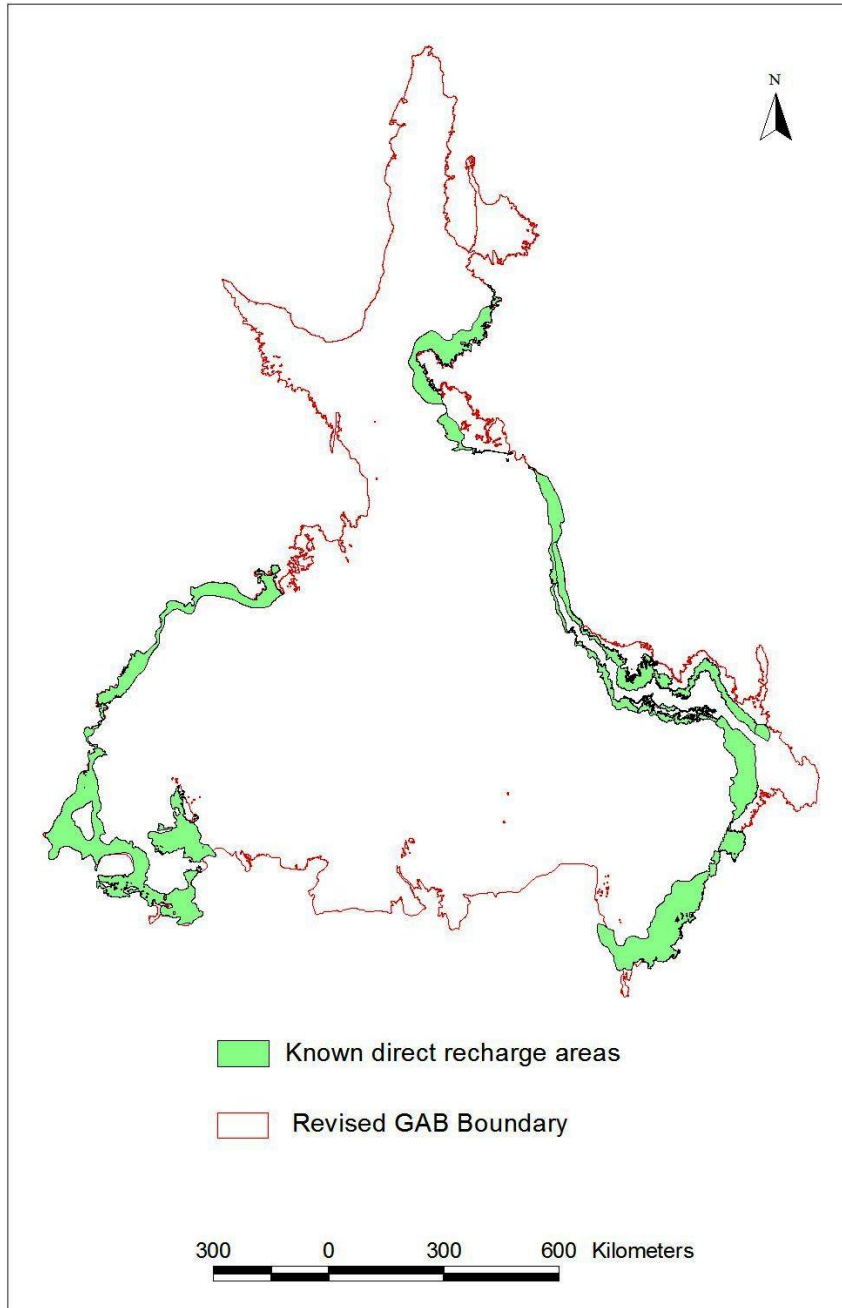 N
Known direct recharge areas
Revised GAB Boundary
300 0 300 600 Kilometers